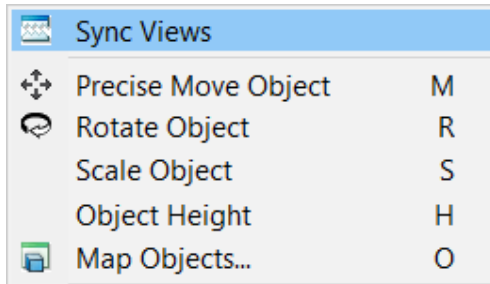 Sync Views
Precise Move Object M
Rotate Object R
Scale Object S
Object Height H
Map Objects... O